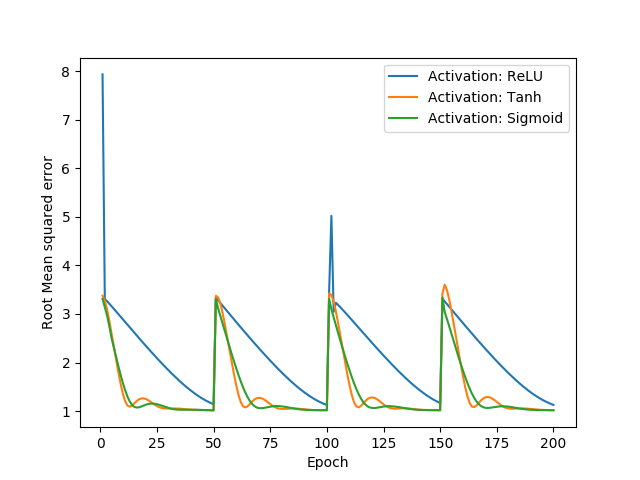 Activation: ReLU
Activation: Tanh
Activation: Sigmoid
Root Mean squared error
8
7
6
5
4
3
2
1
0 25 50 75 100 125 150 175 200
Epoch